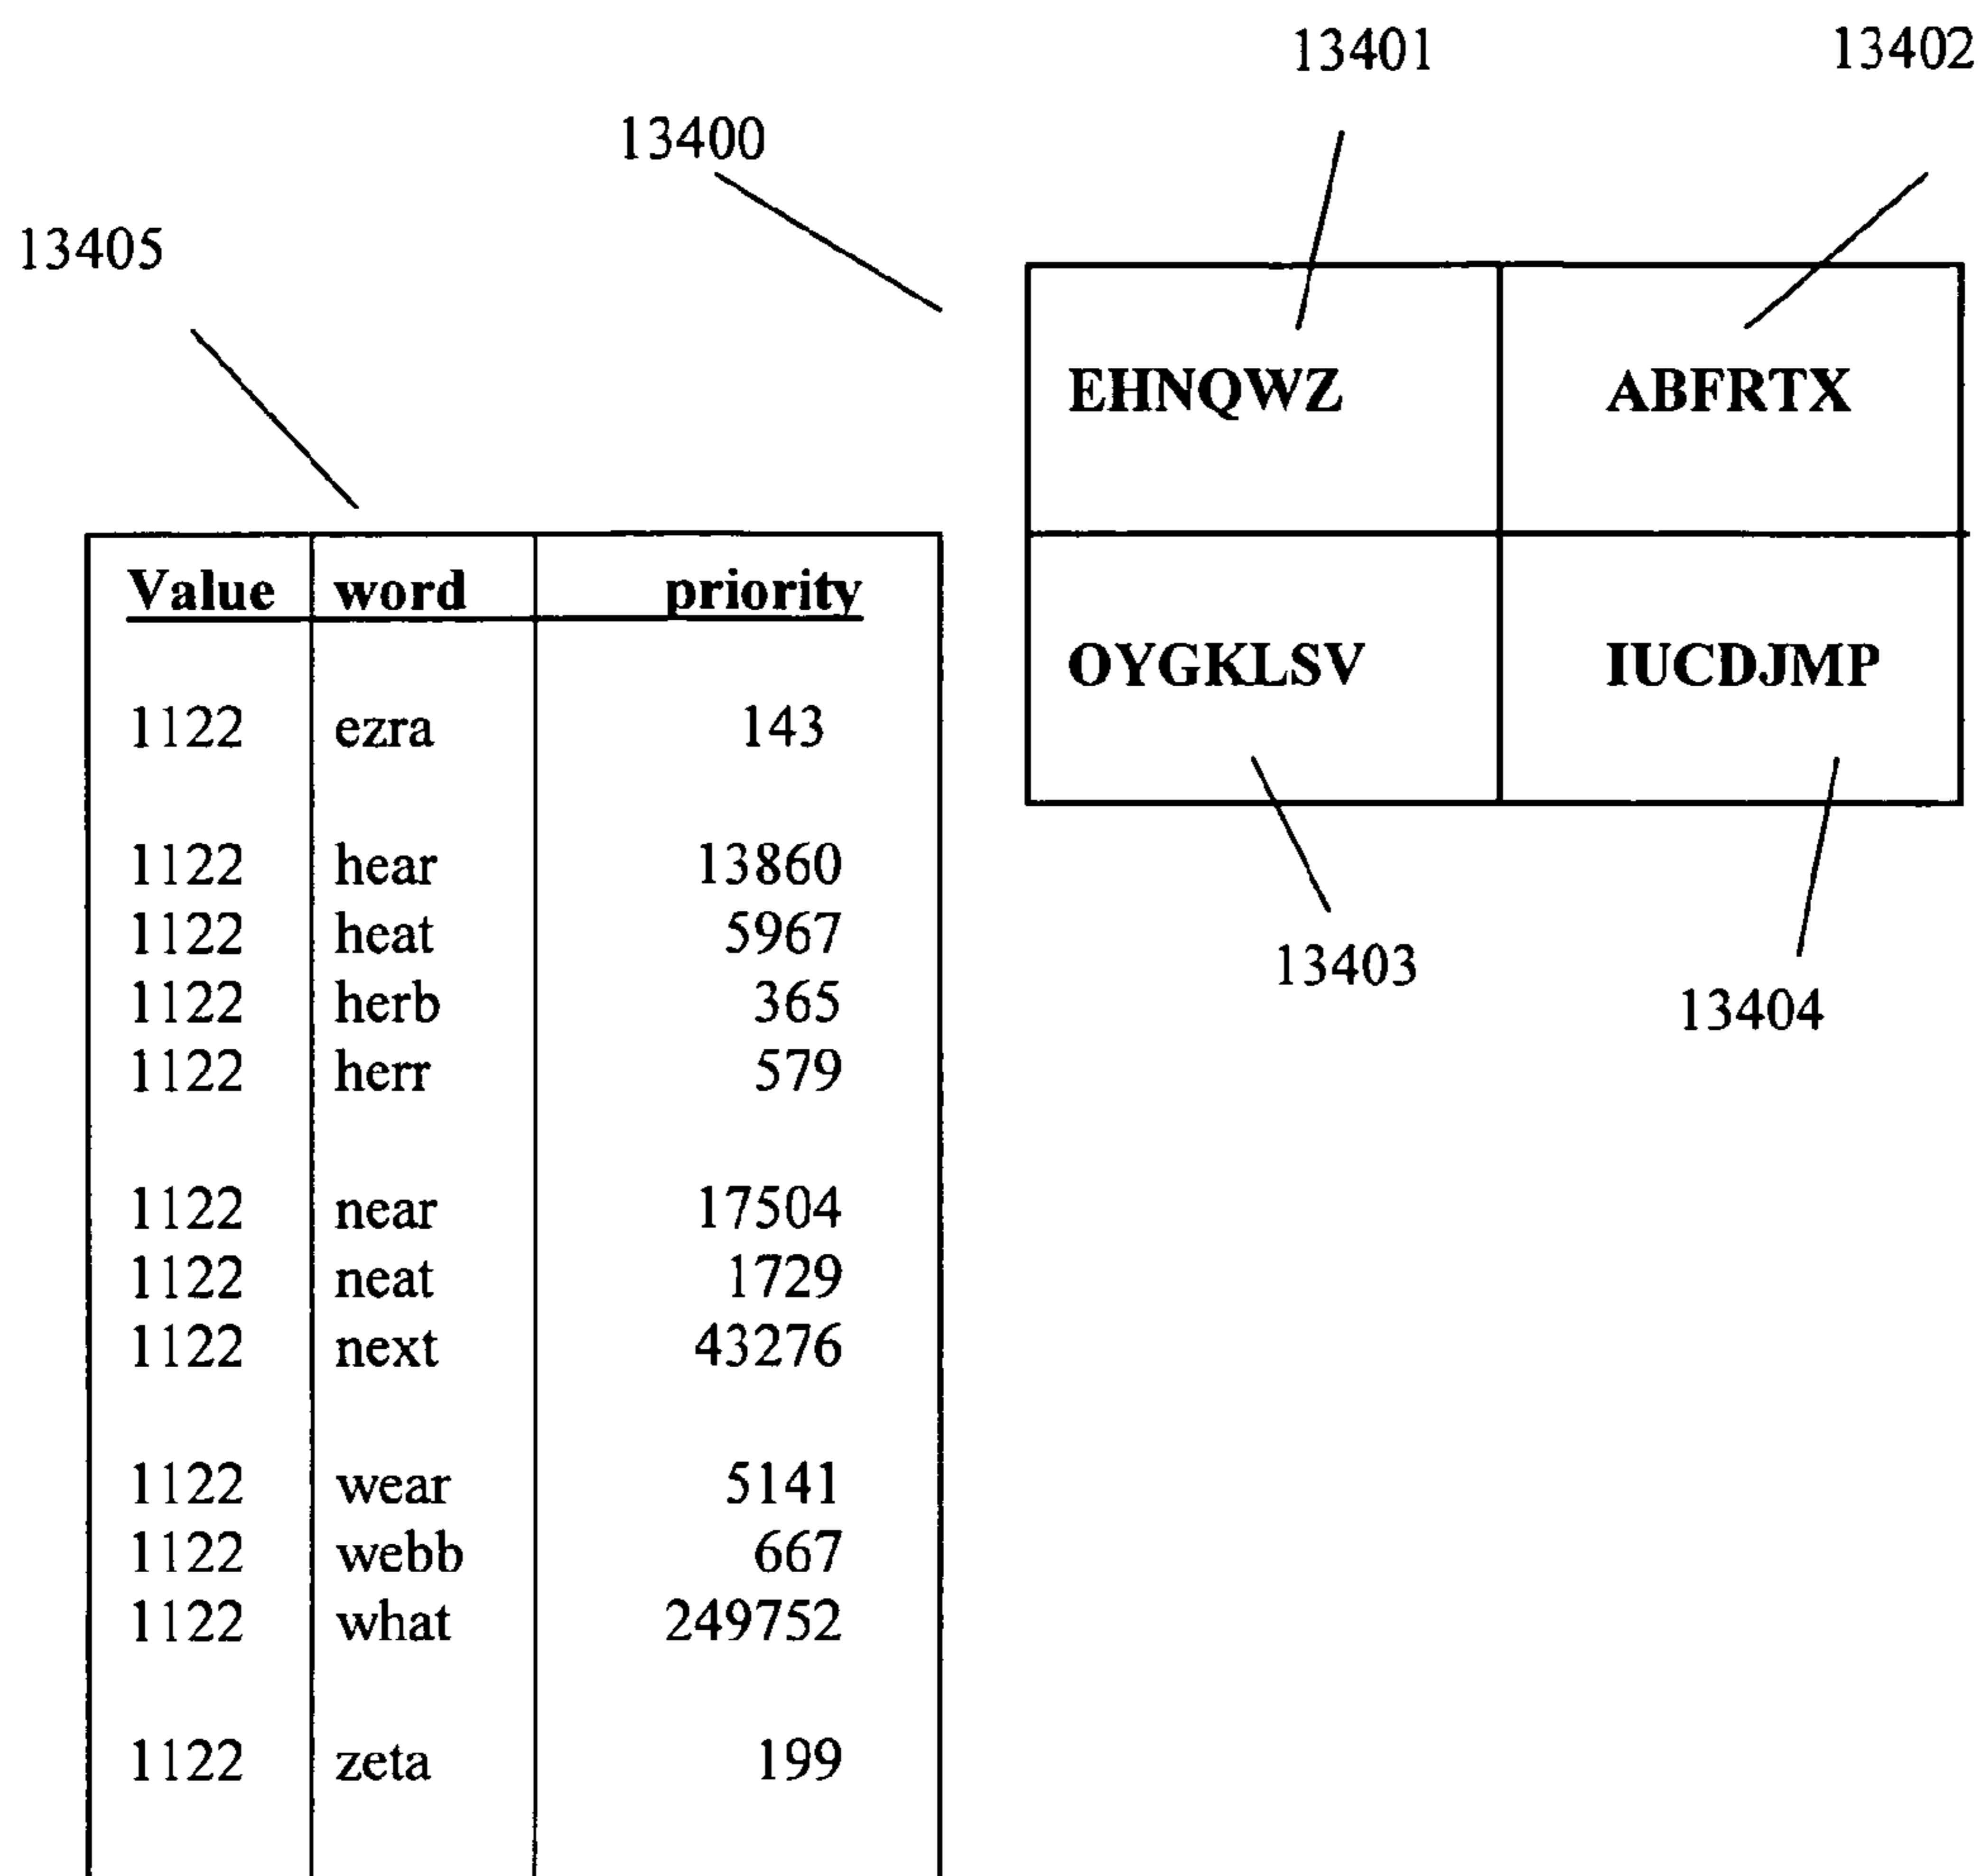 13401 13402
13400
13405
EHNQWZ ABFRTX
Value word priority
OYGKLSV IUCDJMP
1122 ezra 143
1122 hear 13860
1122 heat 5967
13403
1122 herb 365
13404
1122 herr 579
1122 near 17504
1122 neat 1729
1122 next 43276
1122 wear 5141
1122 webb 667
1122 what 249752
1122 zeta 199